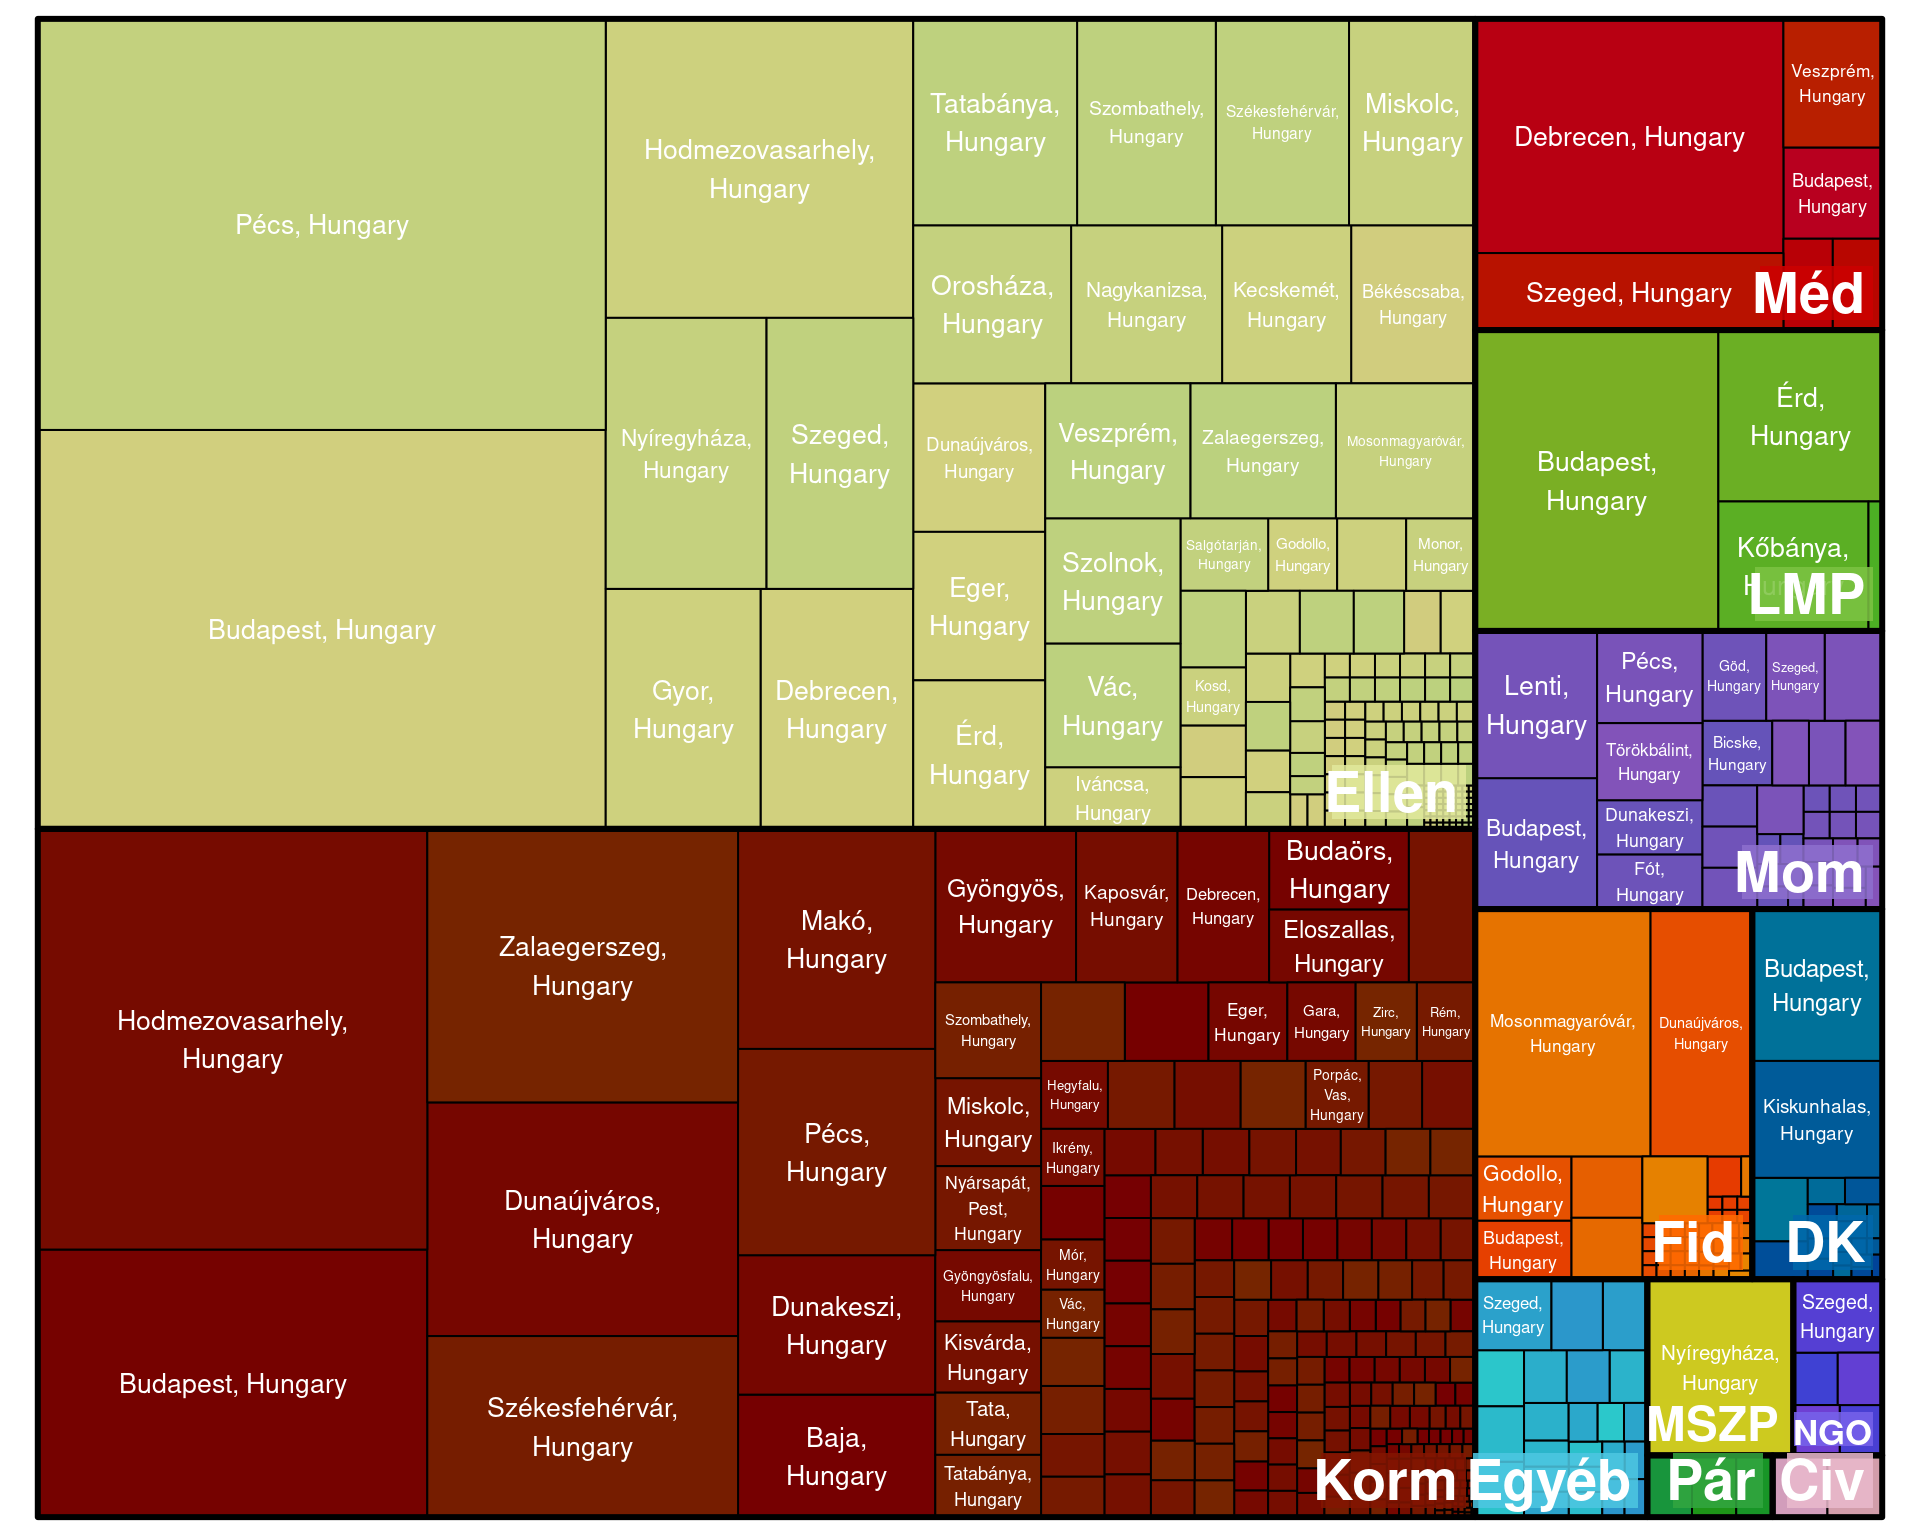 Pécs, Hungary
Budapest, Hungary
Hodmezovasarhely,
Hungary
Nyíregyháza,
Hungary
Szeged,
Hungary
Gyor,
Hungary
Debrecen,
Hungary
Tatabánya,
Hungary
Szombathely,
Hungary
Székesfehérvár,
Hungary
Miskolc,
Hungary
Orosháza,
Hungary
Nagykanizsa,
Hungary
Kecskemét,
Hungary
Békéscsaba,
Hungary
Dunaújváros,
Hungary
Eger,
Hungary
Érd,
Hungary
Veszprém,
Hungary
Zalaegerszeg,
Hungary
Mosonmagyaróvár,
Hungary
Szolnok,
Hungary
Vác,
Hungary
Iváncsa,
Hungary
Salgótarján,
Hungary
Godollo,
Hungary
Monor,
Hungary
Kosd,
Hungary
Ellen
Hodmezovasarhely,
Hungary
Budapest, Hungary
Zalaegerszeg,
Hungary
Dunaújváros,
Hungary
Székesfehérvár,
Hungary
Makó,
Hungary
Pécs,
Hungary
Dunakeszi,
Hungary
Baja,
Hungary
Gyöngyös,
Hungary
Kaposvár,
Hungary
Debrecen,
Hungary
Budaörs,
Hungary
Eloszallas,
Hungary
Szombathely,
Hungary
Miskolc,
Hungary
Nyársapát,
Pest,
Hungary
Gyöngyösfalu,
Hungary
Kisvárda,
Hungary
Tata,
Hungary
Tatabánya,
Hungary
Eger,
Hungary
Gara,
Hungary
Zirc,
Hungary
Rém,
Hungary
Hegyfalu,
Hungary
Porpác,
Vas,
Hungary
Ikrény,
Hungary
Mór,
Hungary
Vác,
Hungary
Korm
Debrecen, Hungary
Szeged, Hungary
Veszprém,
Hungary
Budapest,
Hungary
Méd
Budapest,
Hungary
Érd,
Hungary
Kőbánya,
Hungary
LMP
Lenti,
Hungary
Budapest,
Hungary
Pécs,
Hungary
Törökbálint,
Hungary
Dunakeszi,
Hungary
Fót,
Hungary
Göd,
Hungary
Szeged,
Hungary
Bicske,
Hungary
Mom
Mosonmagyaróvár,
Hungary
Dunaújváros,
Hungary
Godollo,
Hungary
Budapest,
Hungary
Fid
Budapest,
Hungary
Kiskunhalas,
Hungary
DK
Szeged,
Hungary
Egyéb
Nyíregyháza,
Hungary
MSZP
Szeged,
Hungary
NGO
Pár
Civ